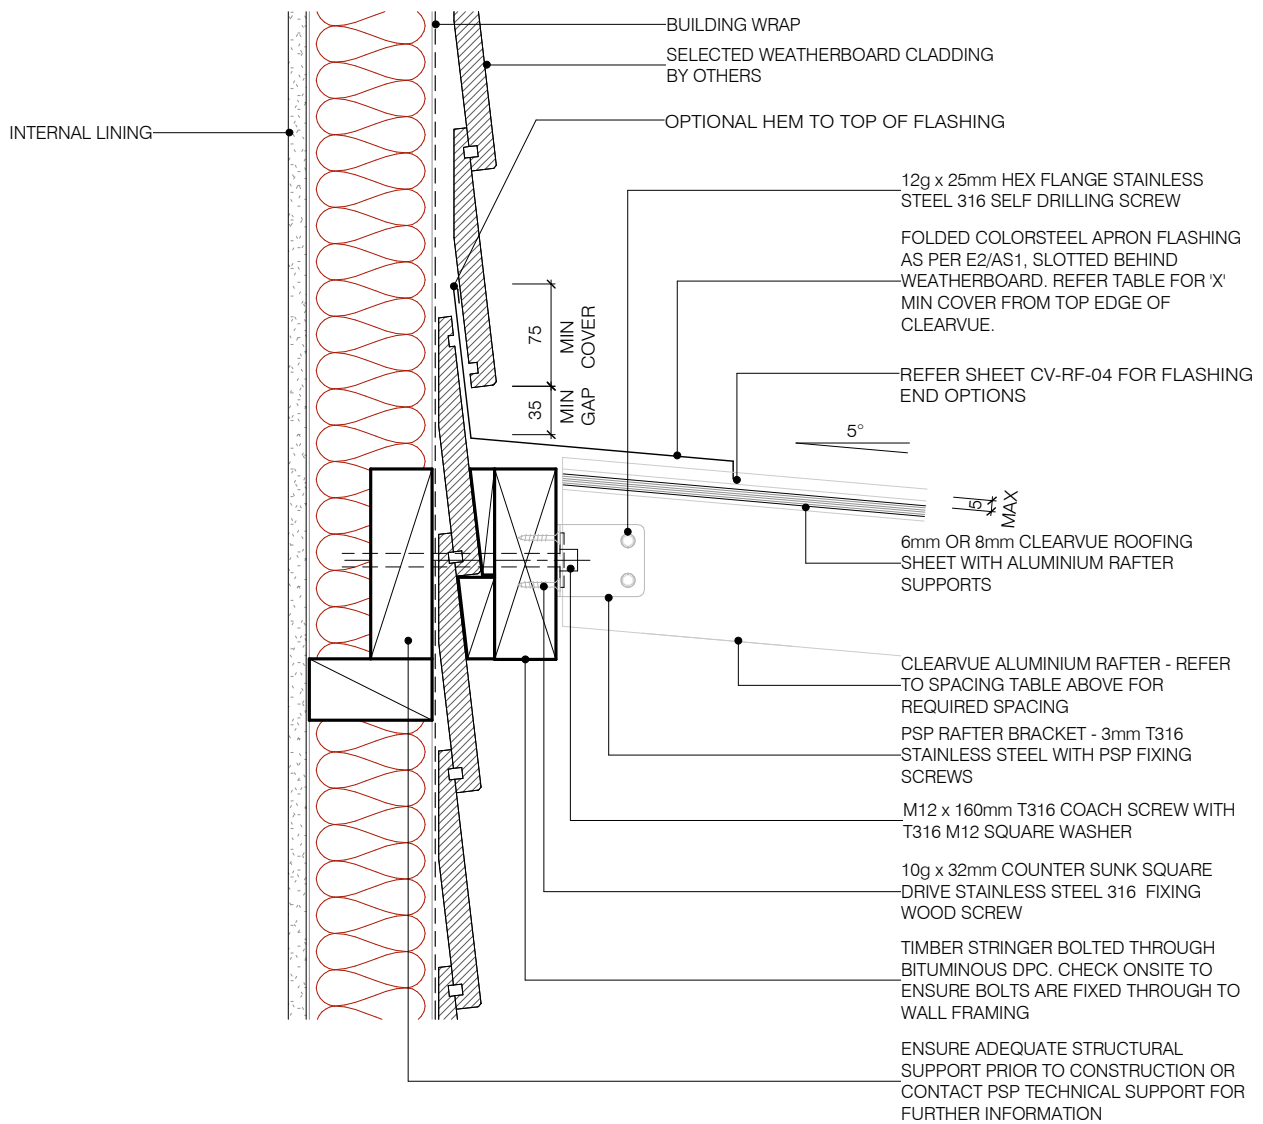 BUILDING WRAP
SELECTED WEATHERBOARD CLADDING
BY OTHERS
INTERNAL LINING
OPTIONAL HEM TO TOP OF FLASHING
12g x 25mm HEX FLANGE STAINLESS
STEEL 316 SELF DRILLING SCREW
FOLDED COLORSTEEL APRON FLASHING
AS PER E2/AS1, SLOTTED BEHIND
WEATHERBOARD. REFER TABLE FOR 'X'
MIN COVER FROM TOP EDGE OF
CLEARVUE.
75
MIN
COVER
35
MIN
GAP
REFER SHEET CV-RF-04 FOR FLASHING
END OPTIONS
5°
5
MAX
6mm OR 8mm CLEARVUE ROOFING
SHEET WITH ALUMINIUM RAFTER
SUPPORTS
CLEARVUE ALUMINIUM RAFTER - REFER
TO SPACING TABLE ABOVE FOR
REQUIRED SPACING
PSP RAFTER BRACKET - 3mm T316
STAINLESS STEEL WITH PSP FIXING
SCREWS
M12 x 160mm T316 COACH SCREW WITH
T316 M12 SQUARE WASHER
10g x 32mm COUNTER SUNK SQUARE
DRIVE STAINLESS STEEL 316 FIXING
WOOD SCREW
TIMBER STRINGER BOLTED THROUGH
BITUMINOUS DPC. CHECK ONSITE TO
ENSURE BOLTS ARE FIXED THROUGH TO
WALL FRAMING
ENSURE ADEQUATE STRUCTURAL
SUPPORT PRIOR TO CONSTRUCTION OR
CONTACT PSP TECHNICAL SUPPORT FOR
FURTHER INFORMATION